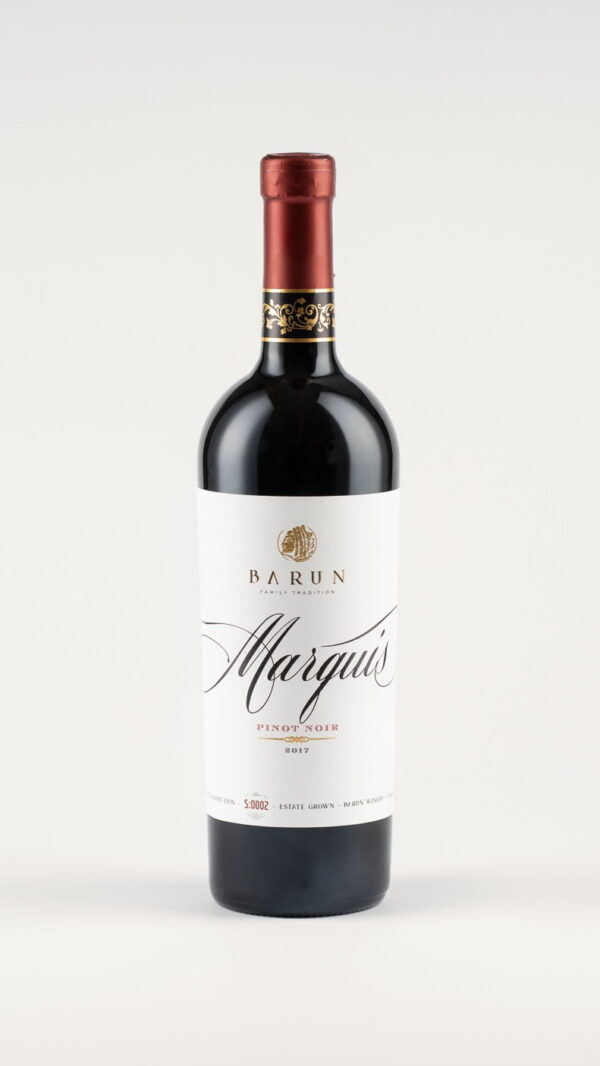 BARUN
FAMILY TRADITION
Marquis
PINOT NOIR
2017
S:0002 - ESTATE GROWN - BARUN WINERY -